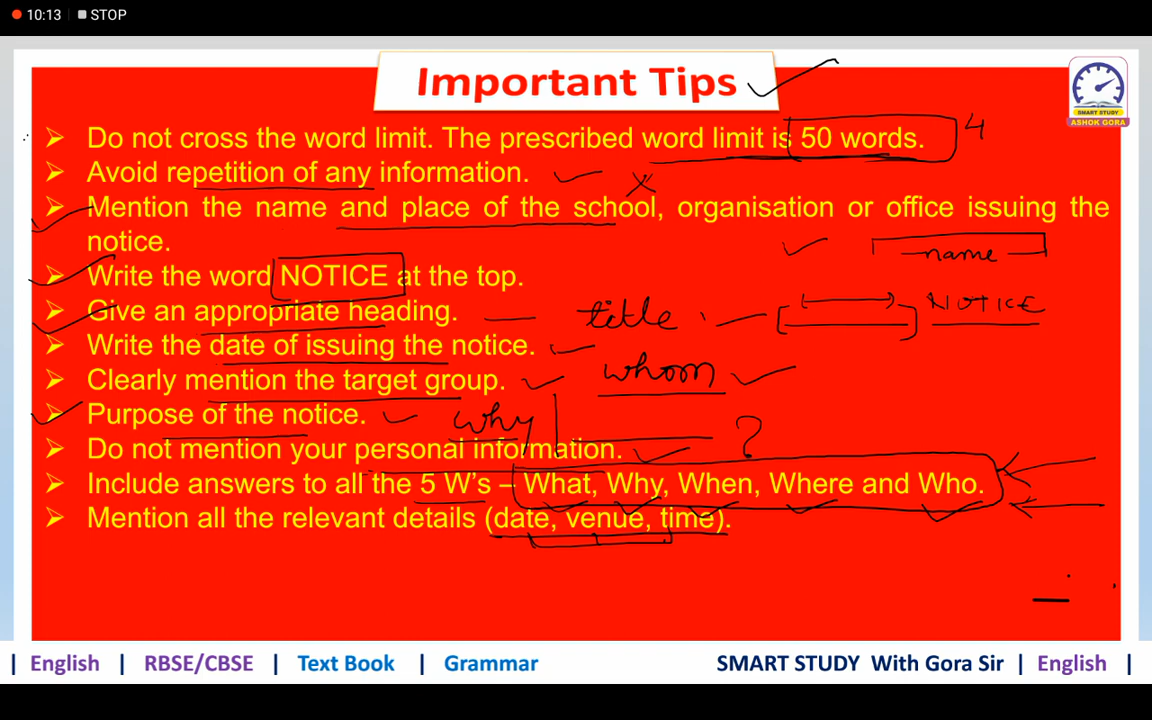 10:13 STOP
Important Tips
SMART STUDY
ASHOK GORA
➢ Do not cross the word limit. The prescribed word limit is 50 words. 4
➢ Avoid repetition of any information.
➢ Mention the name and place of the school, organisation or office issuing the
notice.
name
➢ Write the word NOTICE at the top.
➢ Give an appropriate heading. title NOTICE
➢ Write the date of issuing the notice.
➢ Clearly mention the target group. whom
➢ Purpose of the notice. why ?
➢ Do not mention your personal information.
➢ Include answers to all the 5 W's – What, Why, When, Where and Who.
➢ Mention all the relevant details (date, venue, time).
| English | RBSE/CBSE | Text Book | Grammar SMART STUDY With Gora Sir | English |